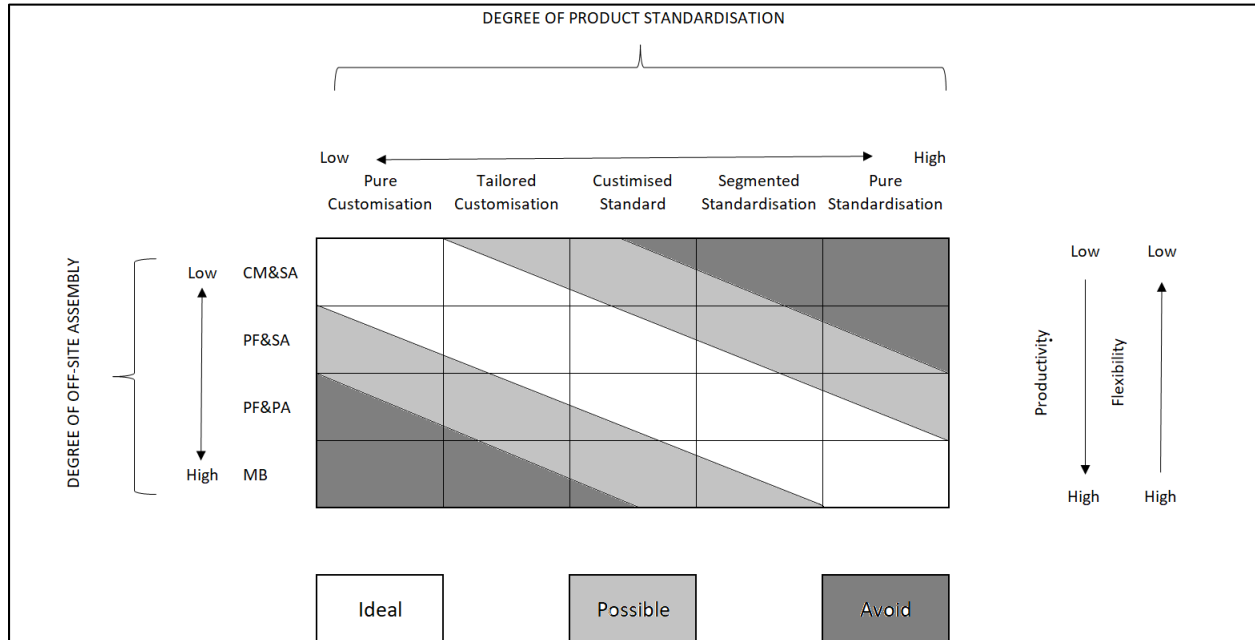 DEGREE OF PRODUCT STANDARDISATION
Low High
Pure Customisation
Tailored Customisation
Custimised Standard
Segmented Standardisation
Pure Standardisation
DEGREE OF OFF-SITE ASSEMBLY
Low CM&SA
PF&SA
PF&PA
High MB
Low Low
Productivity
Flexibility
High High
Ideal Possible Avoid